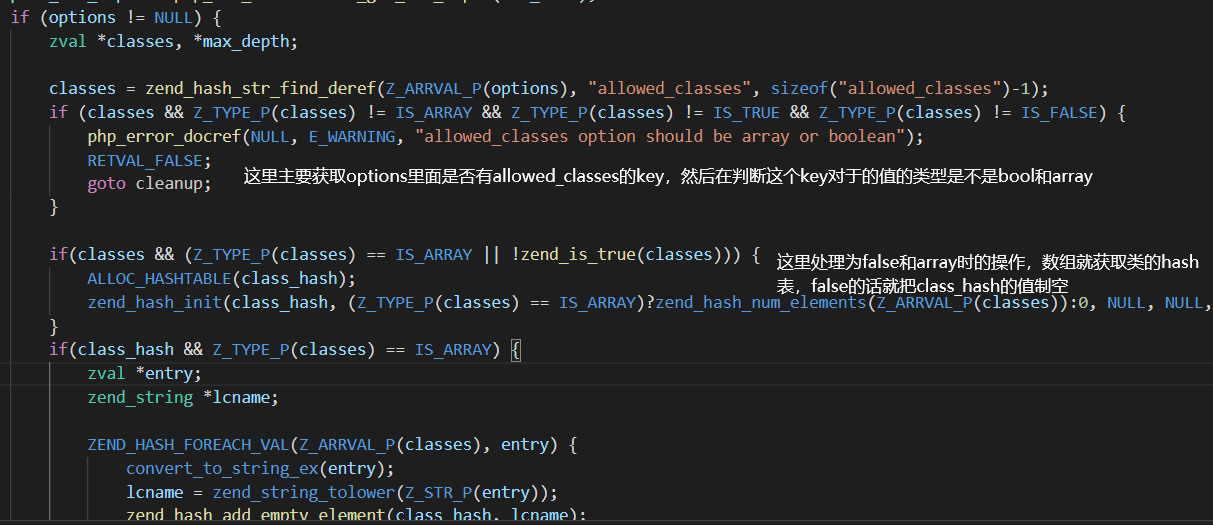 if (options != NULL) {
zval *classes, *max_depth;
classes = zend_hash_str_find_deref(Z_ARRVAL_P(options), "allowed_classes", sizeof("allowed_classes")-1);
if (classes && Z_TYPE_P(classes) != IS_ARRAY && Z_TYPE_P(classes) != IS_TRUE && Z_TYPE_P(classes) != IS_FALSE) {
php_error_docref(NULL, E_WARNING, "allowed_classes option should be array or boolean");
RETVAL_FALSE;
goto cleanup;
这里主要获取options里面是否有allowed_classes的key，然后在判断这个key对于的值的类型是不是bool和array
}
if(classes && (Z_TYPE_P(classes) == IS_ARRAY || !zend_is_true(classes))) {
这里处理为false和array时的操作，数组就获取类的hash
ALLOC_HASHTABLE(class_hash);
表，false的话就把class_hash的值制空
zend_hash_init(class_hash, (Z_TYPE_P(classes) == IS_ARRAY)?zend_hash_num_elements(Z_ARRVAL_P(classes)):0, NULL, NULL,
}
if(class_hash && Z_TYPE_P(classes) == IS_ARRAY) {
zval *entry;
zend_string *lcname;
ZEND_HASH_FOREACH_VAL(Z_ARRVAL_P(classes), entry) {
convert_to_string_ex(entry);
lcname = zend_string_tolower(Z_STR_P(entry));
zend_hash_add_empty_element(class_hash, lcname);